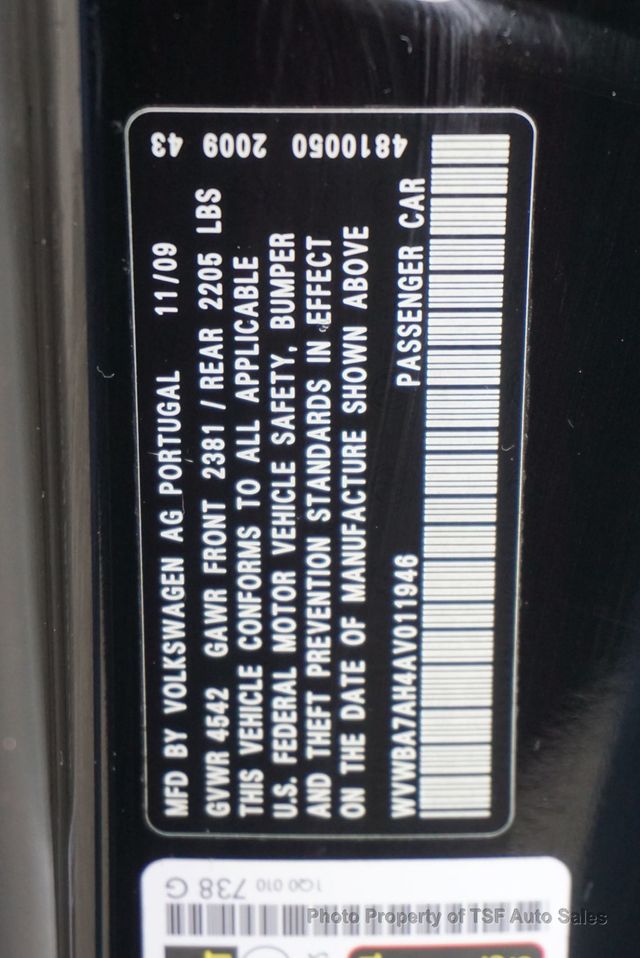 MFD BY VOLKSWAGEN AG PORTUGAL 11/09
GVWR 4542 GAWR FRONT 2381 / REAR 2205 LBS
THIS VEHICLE CONFORMS TO ALL APPLICABLE
U.S. FEDERAL MOTOR VEHICLE SAFETY, BUMPER
AND THEFT PREVENTION STANDARDS IN EFFECT
ON THE DATE OF MANUFACTURE SHOWN ABOVE
WVWBA7AH4AV011946 PASSENGER CAR
4810050 2009 43
1Q0 010 738 G
Photo Property of TSF Auto Sales